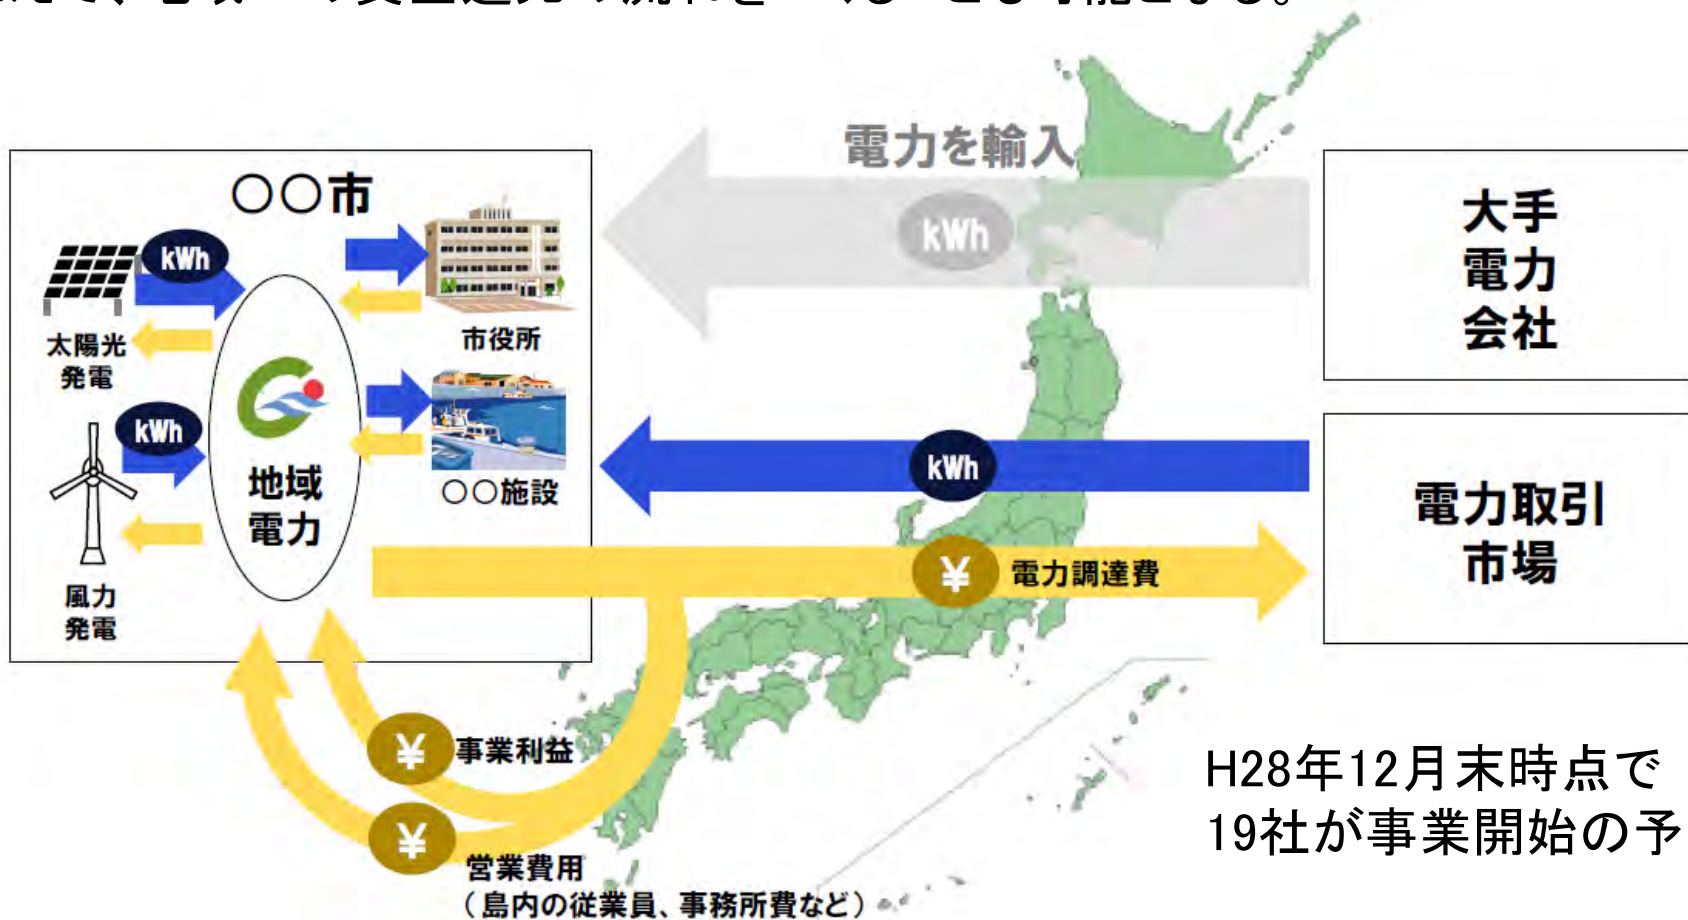 電力を輸入
kWh
〇〇市
kWh
太陽光
発電
kWh
風力
発電
地域
電力
市役所
〇〇施設
大手
電力
会社
kWh
電力取引
市場
¥ 電力調達費
¥ 事業利益
¥
営業費用
（島内の従業員、事務所費など）
H28年12月末時点で
19社が事業開始の予